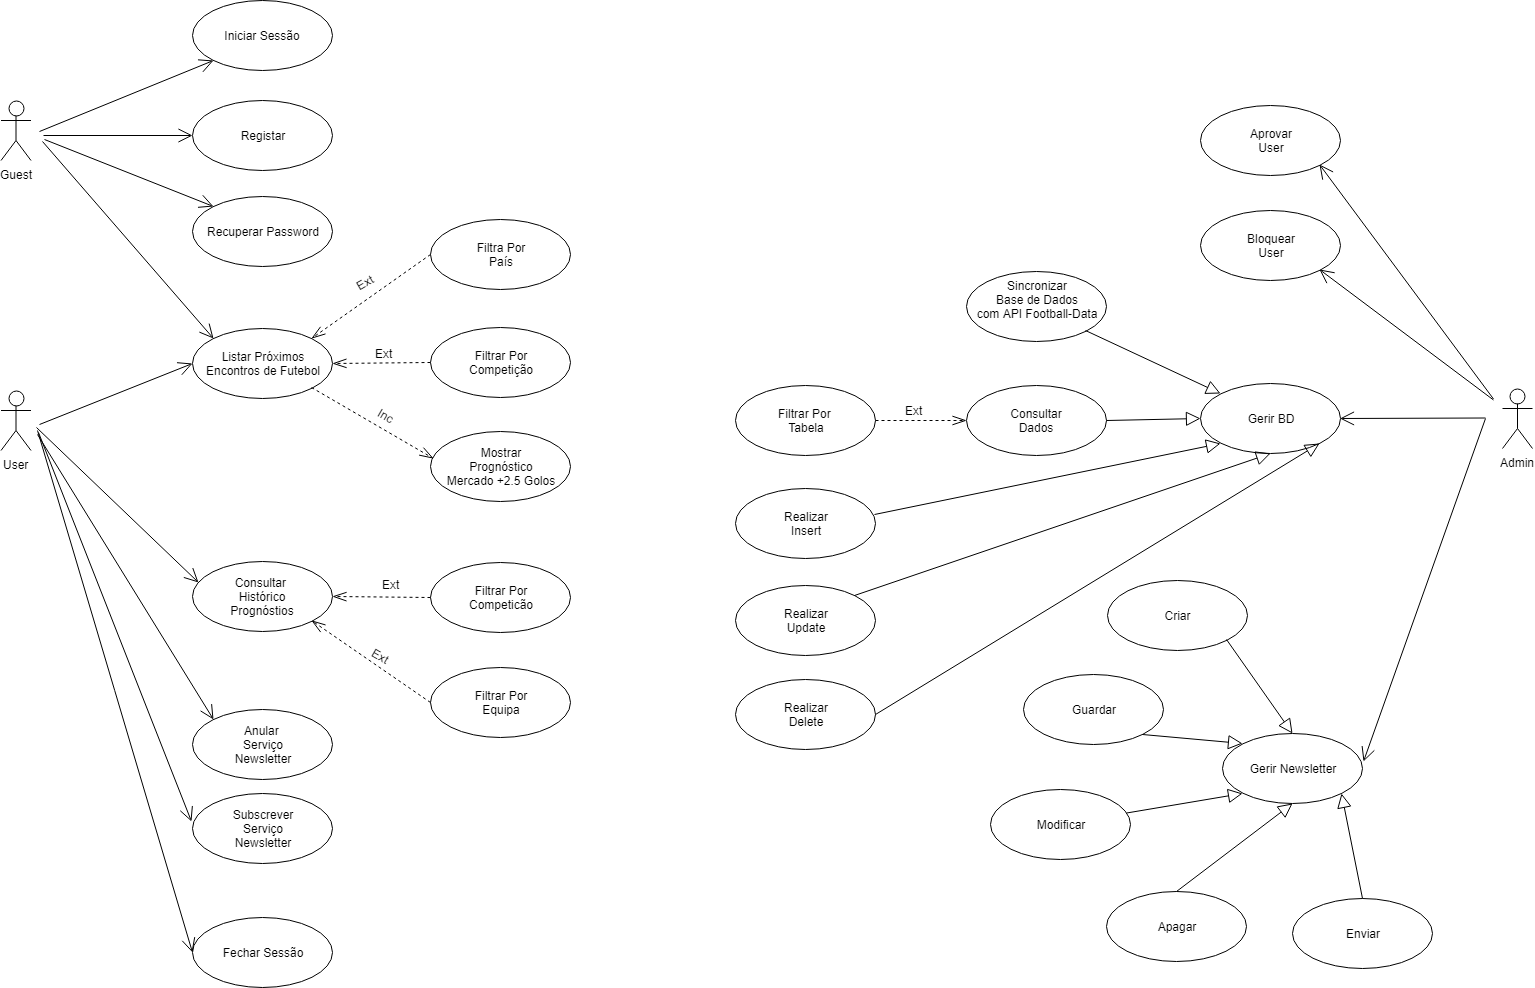 Iniciar Sessão
Registar
Guest
Recuperar Password
Filtra Por
País
Ext
Listar Próximos
Encontros de Futebol
Ext
Filtrar Por
Competição
Inc
Mostrar
Prognóstico
Mercado +2.5 Golos
User
Consultar
Histórico
Prognóstios
Ext
Filtrar Por
Competicão
Ext
Filtrar Por
Equipa
Anular
Serviço
Newsletter
Subscrever
Serviço
Newsletter
Fechar Sessão
Aprovar
User
Bloquear
User
Sincronizar
Base de Dados
com API Football-Data
Filtrar Por
Tabela
Ext
Consultar
Dados
Gerir BD
Admin
Realizar
Insert
Realizar
Update
Realizar
Delete
Criar
Guardar
Gerir Newsletter
Modificar
Apagar
Enviar